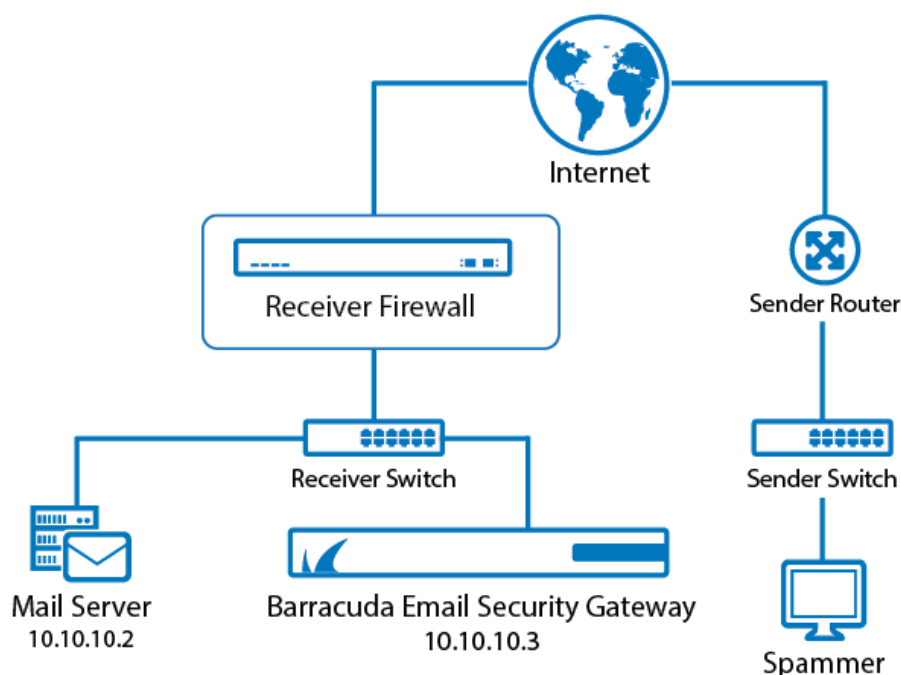 Internet
Receiver Firewall
Sender Router
Receiver Switch
Sender Switch
Mail Server
10.10.10.2
Barracuda Email Security Gateway
10.10.10.3
Spammer